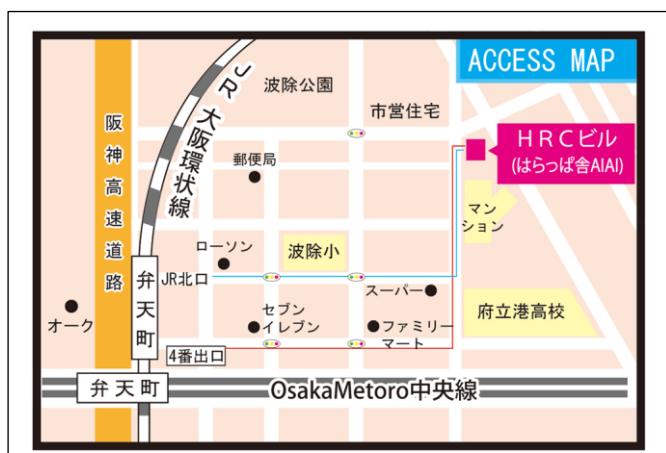 ACCESS MAP
波除公園
市営住宅
JR 大阪環状線
阪神高速道路
HRCビル
(はらっぱ舎AIAI)
郵便局
マン
ション
ローソン
波除小
JR北口
スーパー
弁天町
セブン
イレブン
ファミリー
マート
府立港高校
オーク
4番出口
弁天町
OsakaMetoro中央線